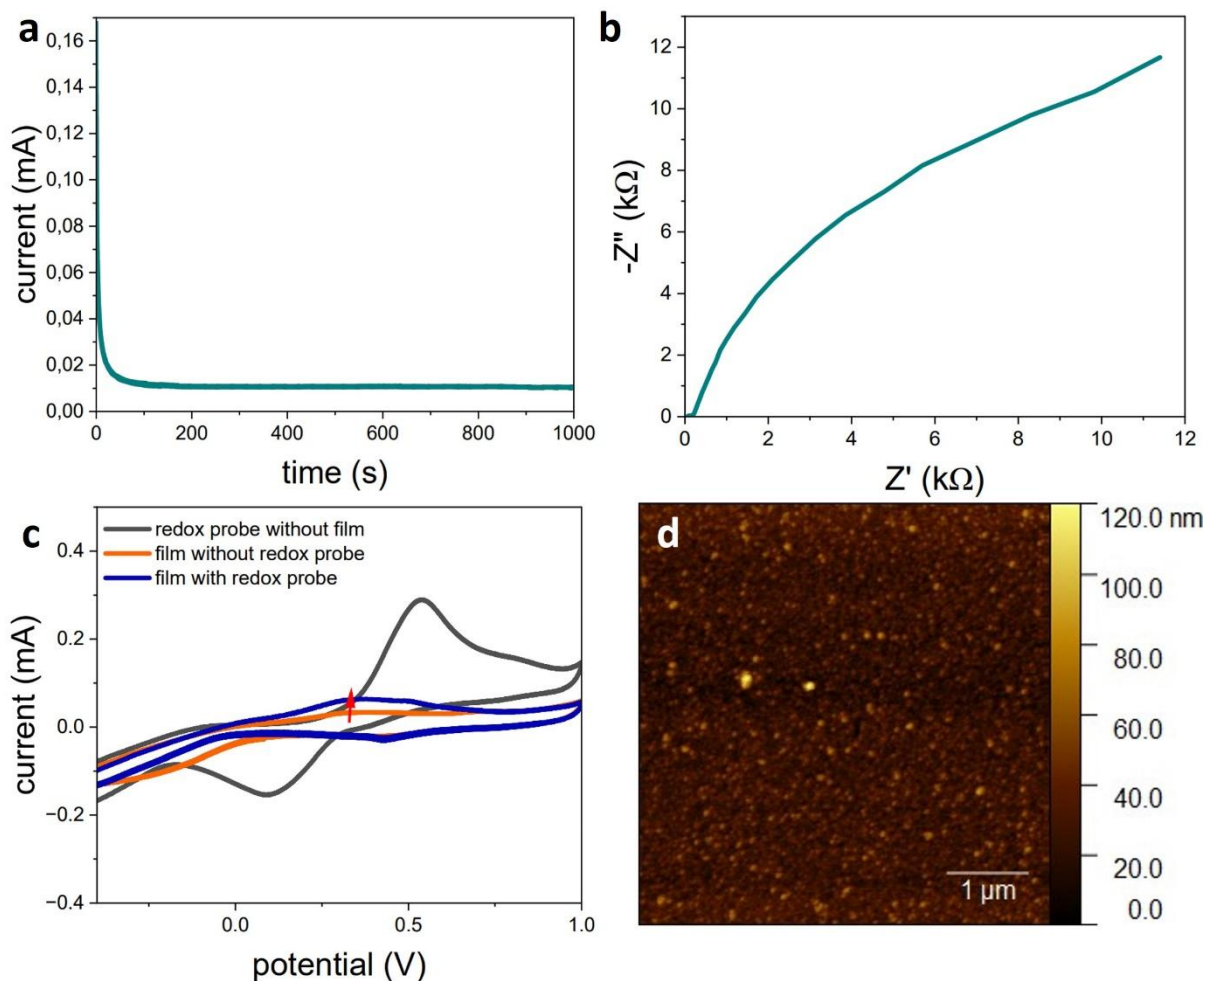 a
0,16
0,14
0,12
0,10
0,08
0,06
0,04
0,02
0,00
current (mA)
0 200 400 600 800 1000
time (s)
b
12
10
8
6
4
2
0
-Z" (kΩ)
0 2 4 6 8 10 12
Z' (kΩ)
c
redox probe without film
film without redox probe
film with redox probe
0.4
0.2
0.0
−0.2
−0.4
current (mA)
0.0 0.5 1.0
potential (V)
d
120.0 nm
100.0
80.0
60.0
40.0
20.0
0.0
1 µm